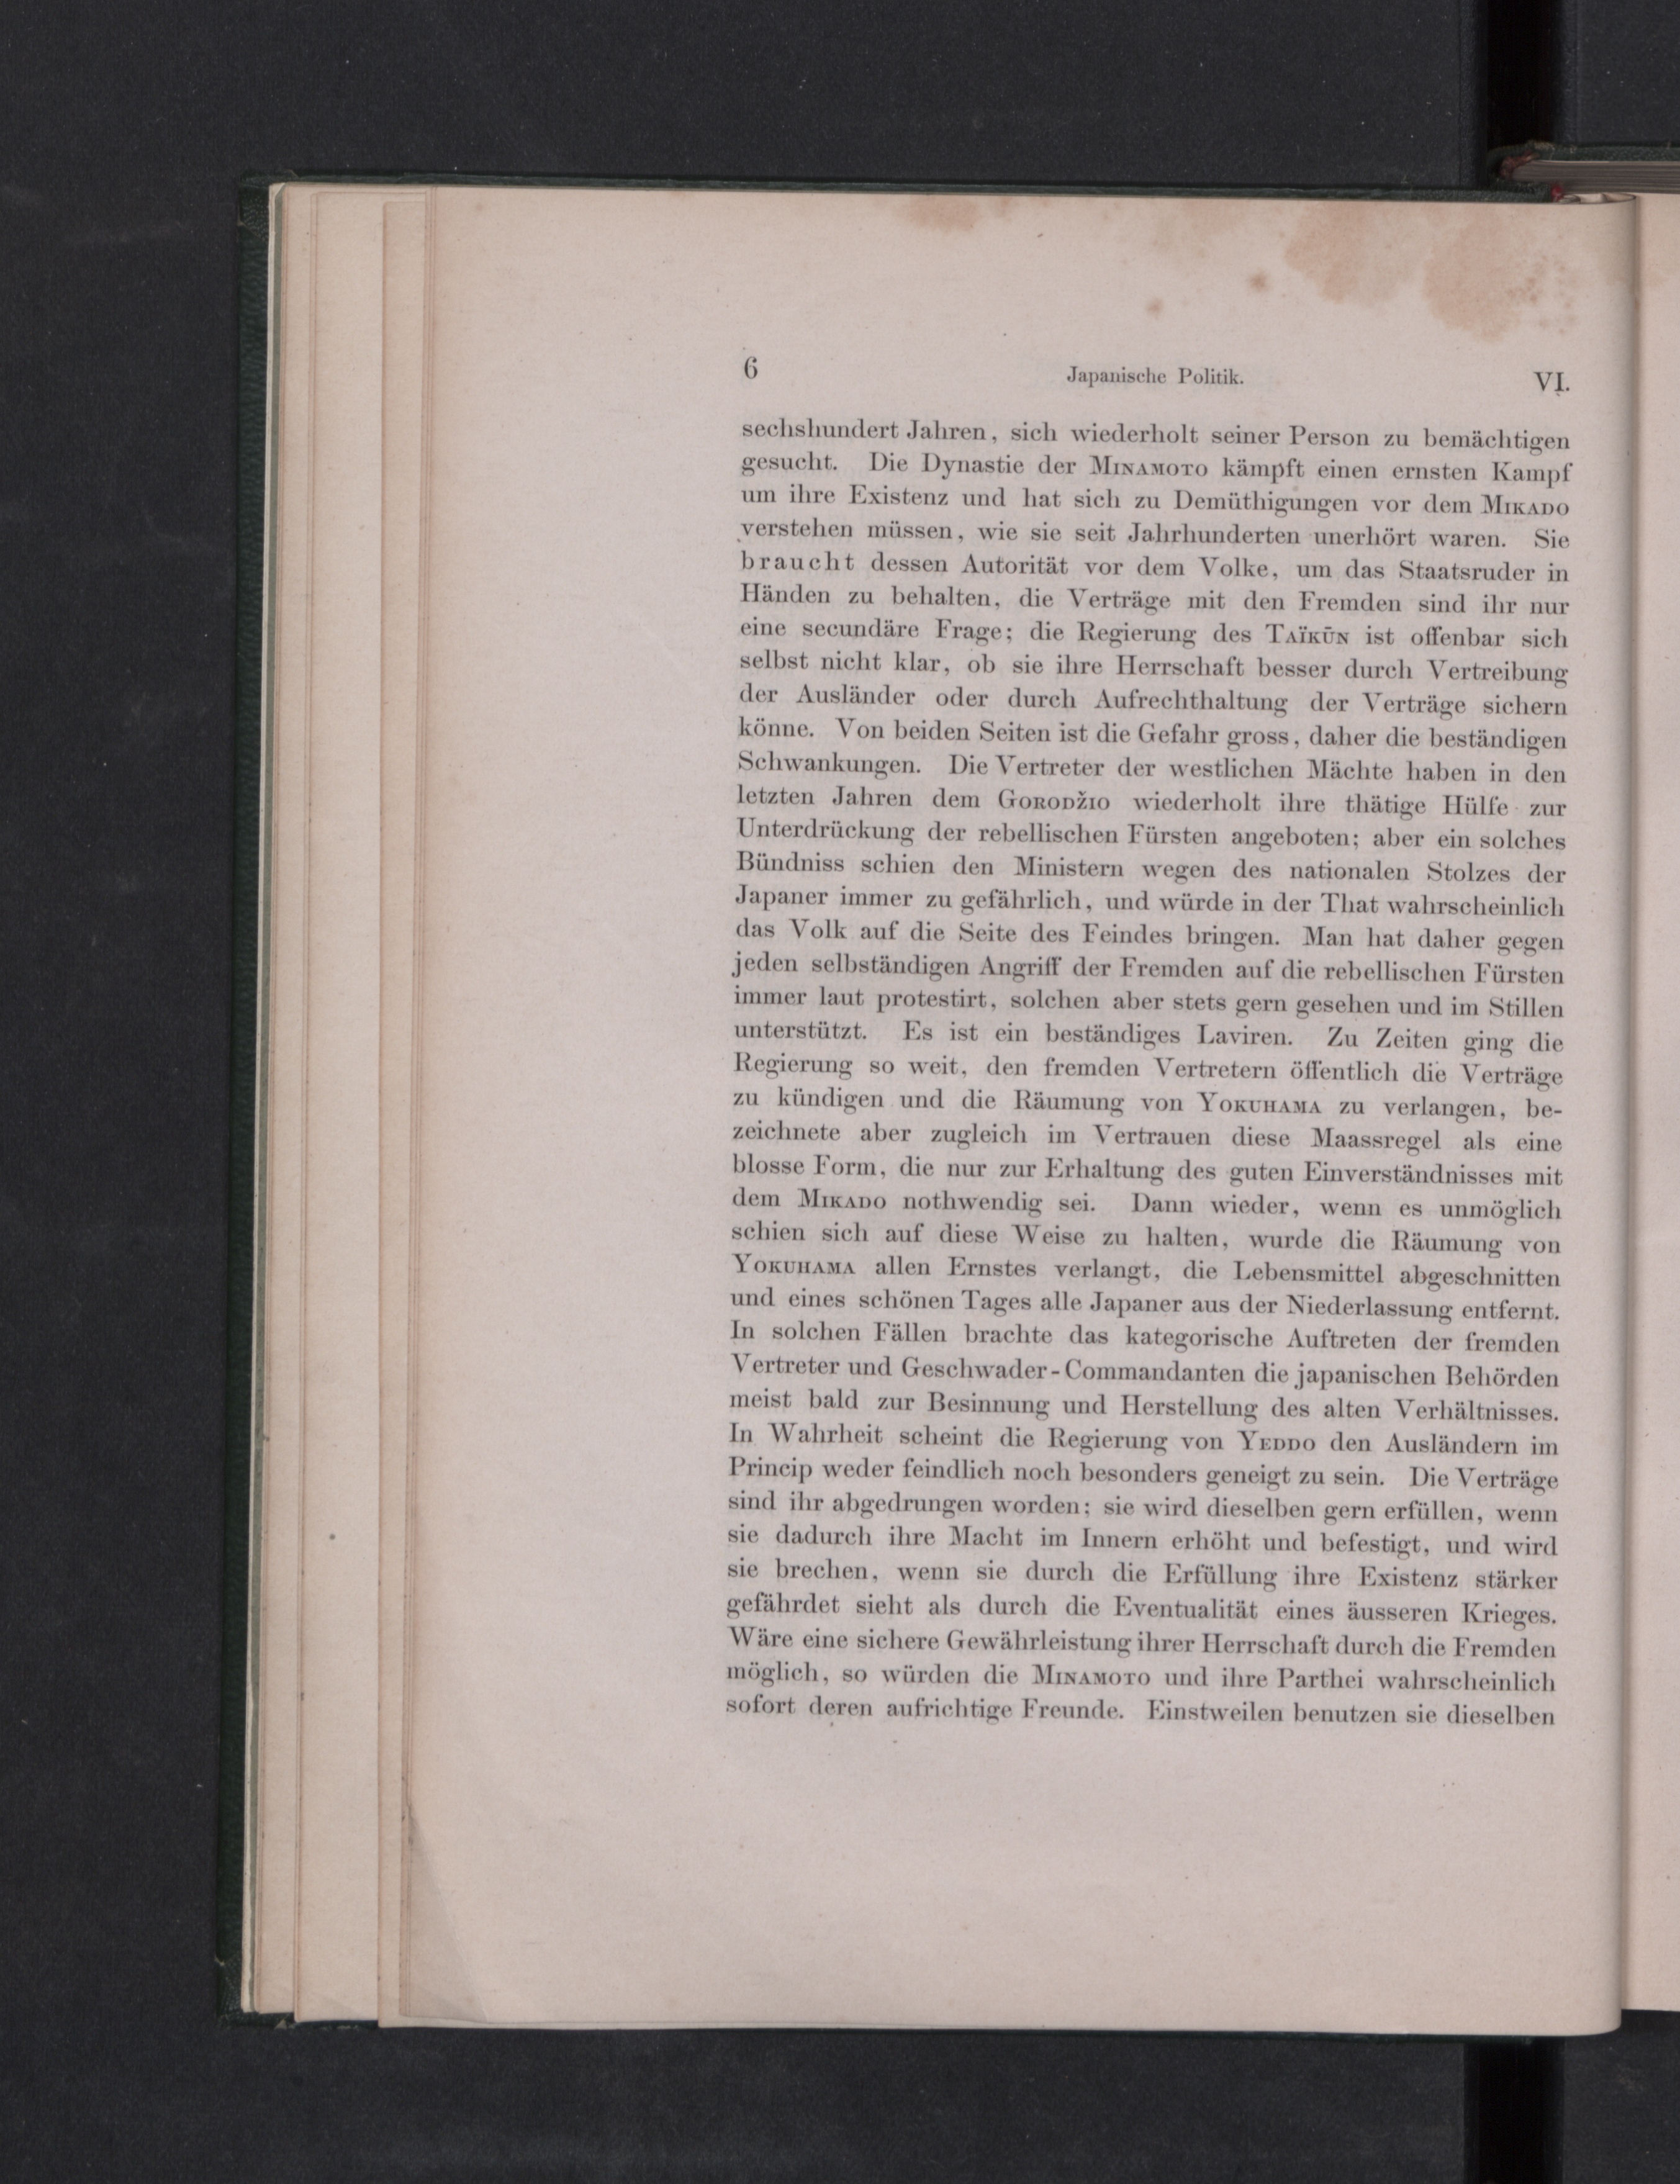 6 Japanische Politik. VI.
sechshundert Jahren, sich wiederholt seiner Person zu bemächtigen
gesucht. Die Dynastie der Minamoto kämpft einen ernsten Kampf
um ihre Existenz und hat sich zu Demüthigungen vor dem Mikado
verstehen müssen, wie sie seit Jahrhunderten unerhört waren. Sie
braucht dessen Autorität vor dem Volke, um das Staatsruder in
Händen zu behalten, die Verträge mit den Fremden sind ihr nur
eine secundäre Frage; die Regierung des Taïkūn ist offenbar sich
selbst nicht klar, ob sie ihre Herrschaft besser durch Vertreibung
der Ausländer oder durch Aufrechthaltung der Verträge sichern
könne. Von beiden Seiten ist die Gefahr gross, daher die beständigen
Schwankungen. Die Vertreter der westlichen Mächte haben in den
letzten Jahren dem Gorodžio wiederholt ihre thätige Hülfe zur
Unterdrückung der rebellischen Fürsten angeboten; aber ein solches
Bündniss schien den Ministern wegen des nationalen Stolzes der
Japaner immer zu gefährlich, und würde in der That wahrscheinlich
das Volk auf die Seite des Feindes bringen. Man hat daher gegen
jeden selbständigen Angriff der Fremden auf die rebellischen Fürsten
immer laut protestirt, solchen aber stets gern gesehen und im Stillen
unterstützt. Es ist ein beständiges Laviren. Zu Zeiten ging die
Regierung so weit, den fremden Vertretern öffentlich die Verträge
zu kündigen und die Räumung von Yokuhama zu verlangen, be-
zeichnete aber zugleich im Vertrauen diese Maassregel als eine
blosse Form, die nur zur Erhaltung des guten Einverständnisses mit
dem Mikado nothwendig sei. Dann wieder, wenn es unmöglich
schien sich auf diese Weise zu halten, wurde die Räumung von
Yokuhama allen Ernstes verlangt, die Lebensmittel abgeschnitten
und eines schönen Tages alle Japaner aus der Niederlassung entfernt.
In solchen Fällen brachte das kategorische Auftreten der fremden
Vertreter und Geschwader-Commandanten die japanischen Behörden
meist bald zur Besinnung und Herstellung des alten Verhältnisses.
In Wahrheit scheint die Regierung von Yeddo den Ausländern im
Princip weder feindlich noch besonders geneigt zu sein. Die Verträge
sind ihr abgedrungen worden; sie wird dieselben gern erfüllen, wenn
sie dadurch ihre Macht im Innern erhöht und befestigt, und wird
sie brechen, wenn sie durch die Erfüllung ihre Existenz stärker
gefährdet sieht als durch die Eventualität eines äusseren Krieges.
Wäre eine sichere Gewährleistung ihrer Herrschaft durch die Fremden
möglich, so würden die Minamoto und ihre Parthei wahrscheinlich
sofort deren aufrichtige Freunde. Einstweilen benutzen sie dieselben